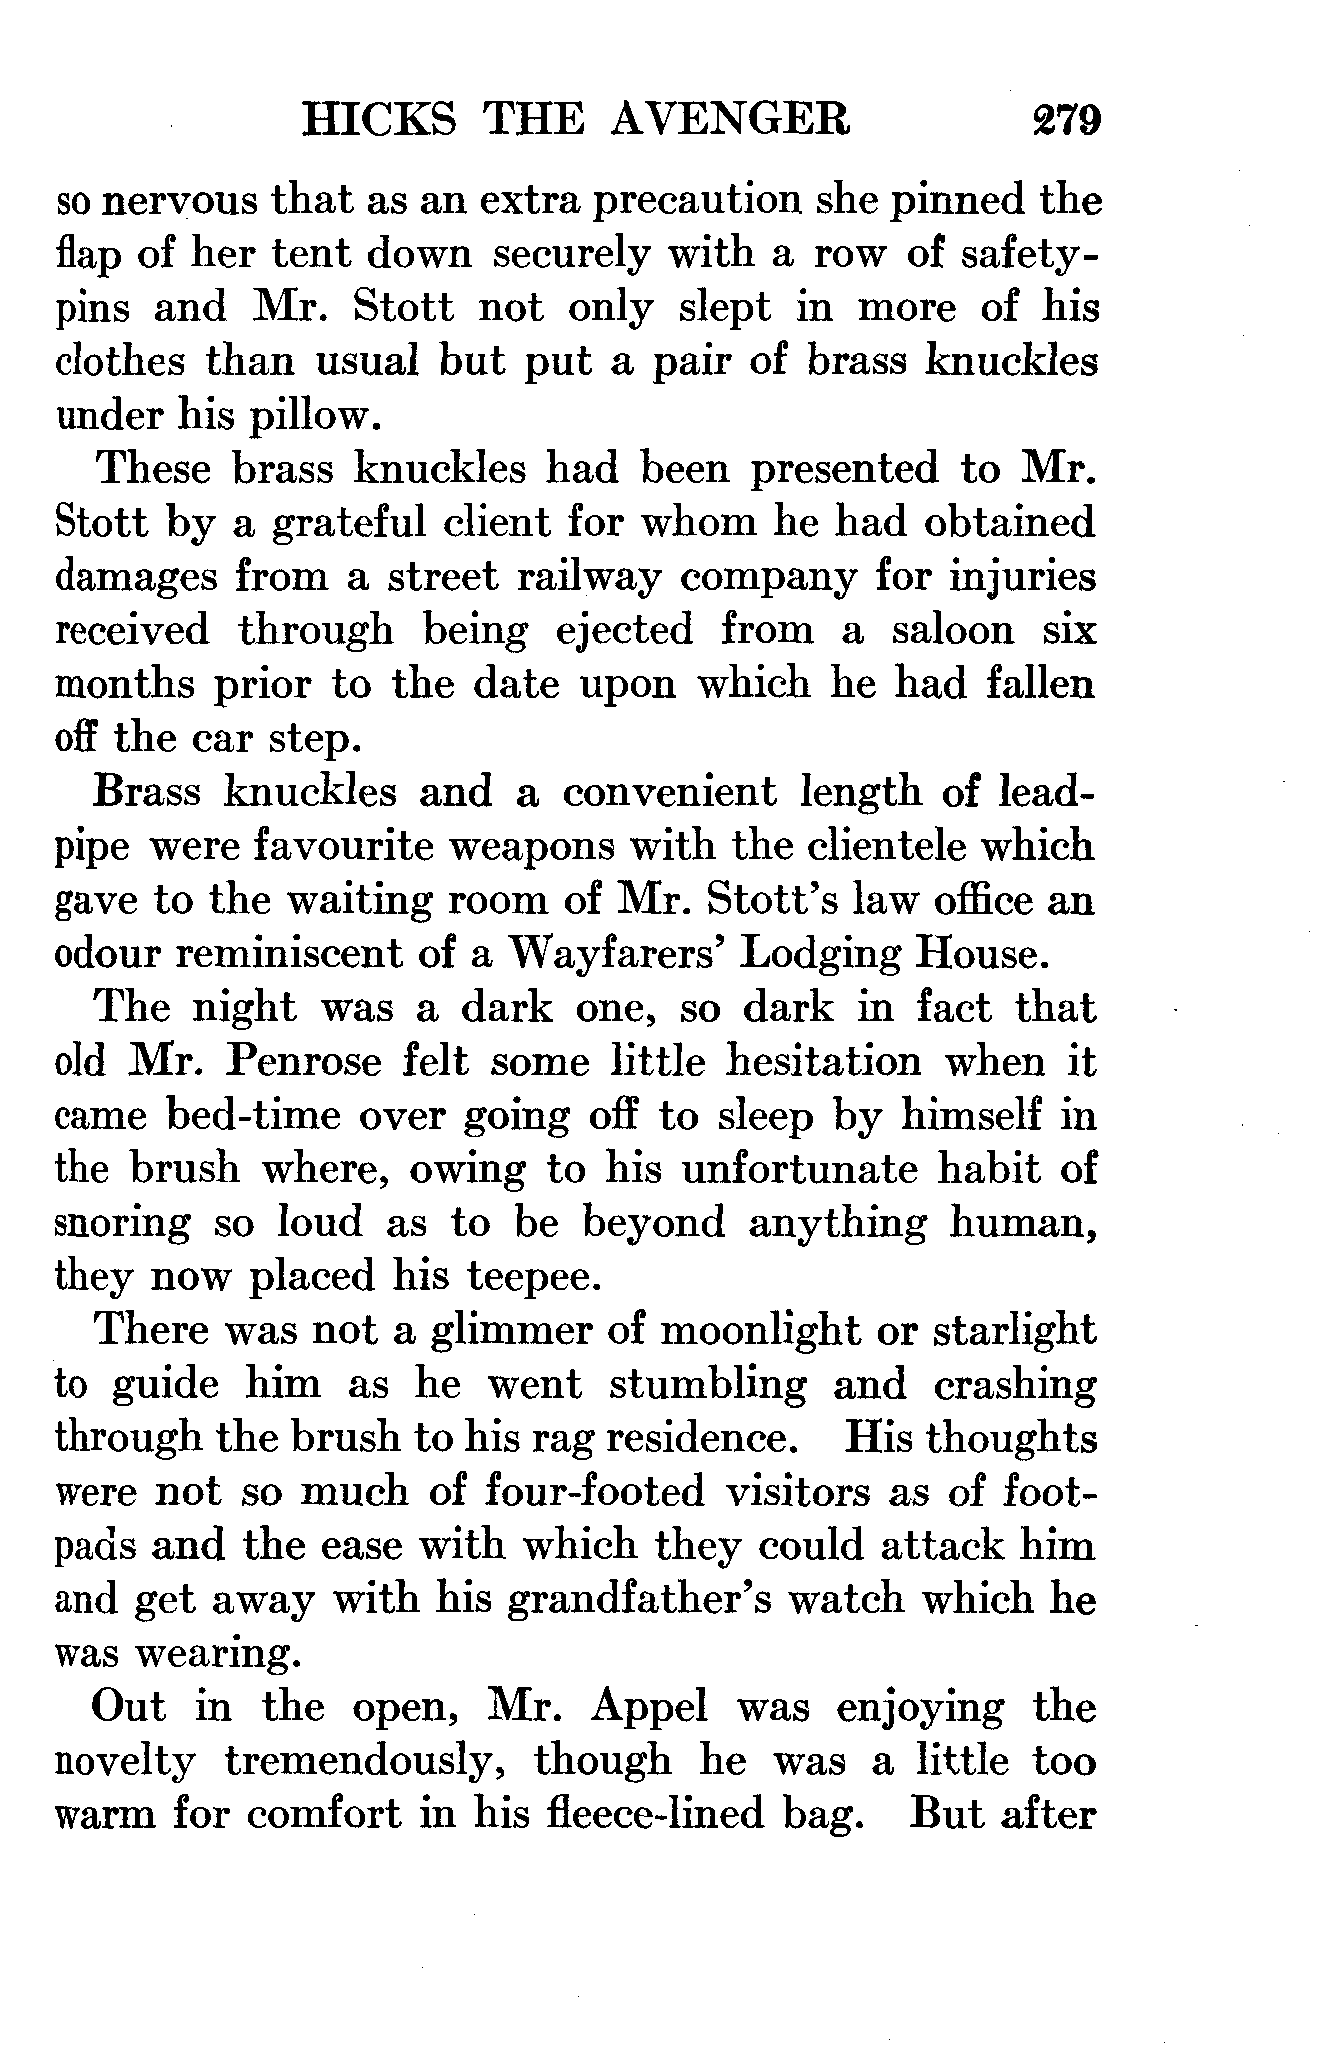 HICKS THE AVENGER 279
so nervous that as an extra precaution she pinned the
flap of her tent down securely with a row of safety-
pins and Mr. Stott not only slept in more of his
clothes than usual but put a pair of brass knuckles
under his pillow.
These brass knuckles had been presented to Mr.
Stott by a grateful client for whom he had obtained
damages from a street railway company for injuries
received through being ejected from a saloon six
months prior to the date upon which he had fallen
off the car step.
Brass knuckles and a convenient length of lead-
pipe were favourite weapons with the clientele which
gave to the waiting room of Mr. Stott's law office an
odour reminiscent of a Wayfarers' Lodging House.
The night was a dark one, so dark in fact that
old Mr. Penrose felt some little hesitation when it
came bed-time over going off to sleep by himself in
the brush where, owing to his unfortunate habit of
snoring so loud as to be beyond anything human,
they now placed his teepee.
There was not a glimmer of moonlight or starlight
to guide him as he went stumbling and crashing
through the brush to his rag residence. His thoughts
were not so much of four-footed visitors as of foot-
pads and the ease with which they could attack him
and get away with his grandfather's watch which he
was wearing.
Out in the open, Mr. Appel was enjoying the
novelty tremendously, though he was a little too
warm for comfort in his fleece-lined bag. But after